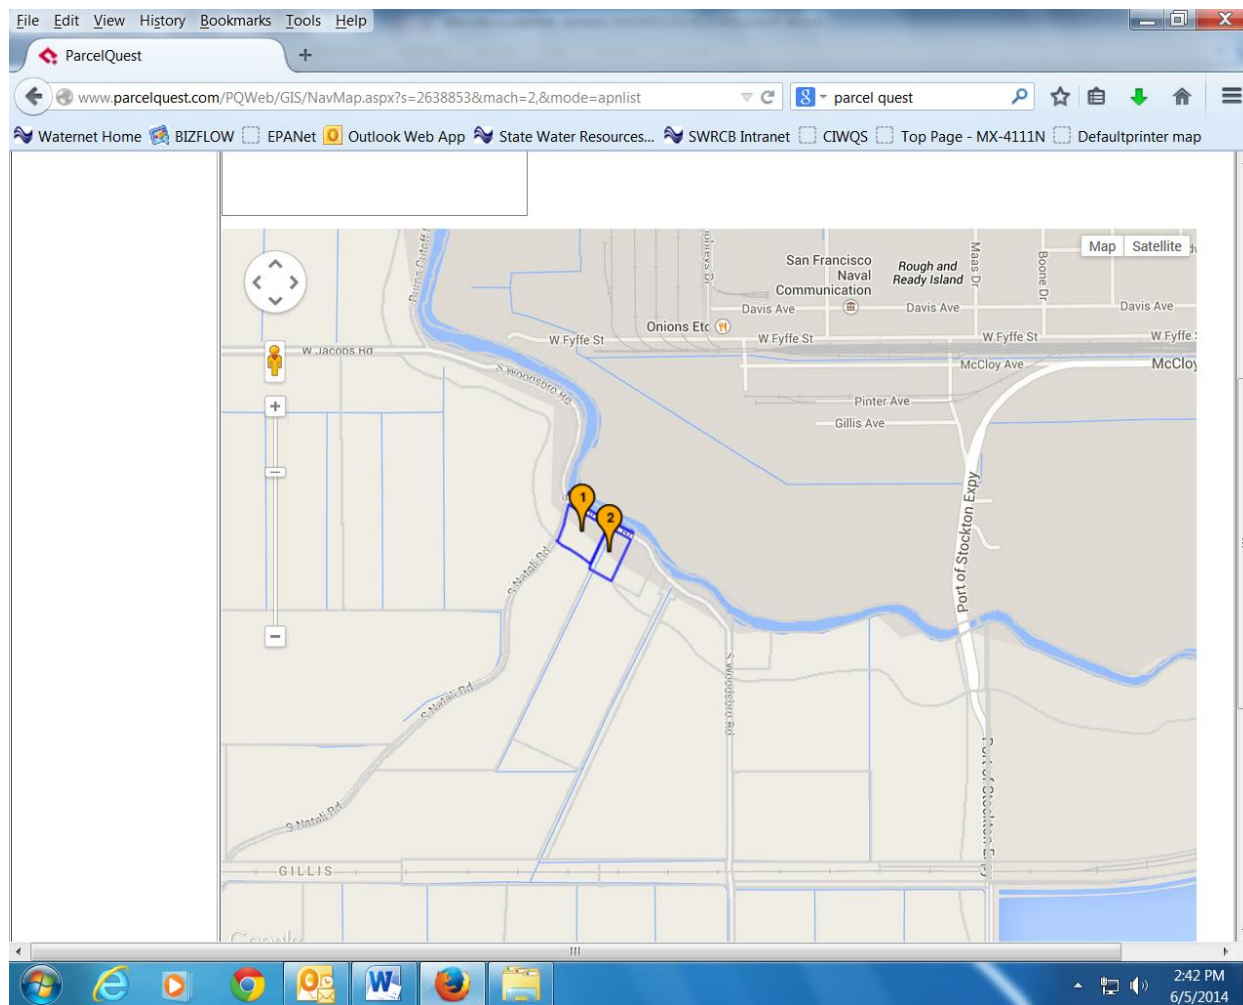 File Edit View History Bookmarks Tools Help
ParcelQuest
www.parcelquest.com/PQWeb/GIS/NavMap.aspx?s=2638853&mach=2,&mode=apnlist
parcel quest
Waternet Home BIZFLOW EPANet Outlook Web App State Water Resources... SWRCB Intranet CIWQS Top Page - MX-4111N Defaultprinter map
Map Satellite
San Francisco
Naval
Communication
Rough and
Ready Island
Maas Dr
Boone Dr
Davis Ave
Davis Ave
Davis Ave
Onions Etc
W Fyffe St
W Fyffe St
W Fyffe St
W Fyffe
W Jacobs Rd
S Woodsboro Rd
McCloy Ave
McCloy
Pinter Ave
Gillis Ave
Port of Stockton Expy
1
2
S Natali Rd
S Natali Rd
S Woodsboro Rd
Port of Stockton Expy
S Natali Rd
GILLIS
Google
2:42 PM
6/5/2014